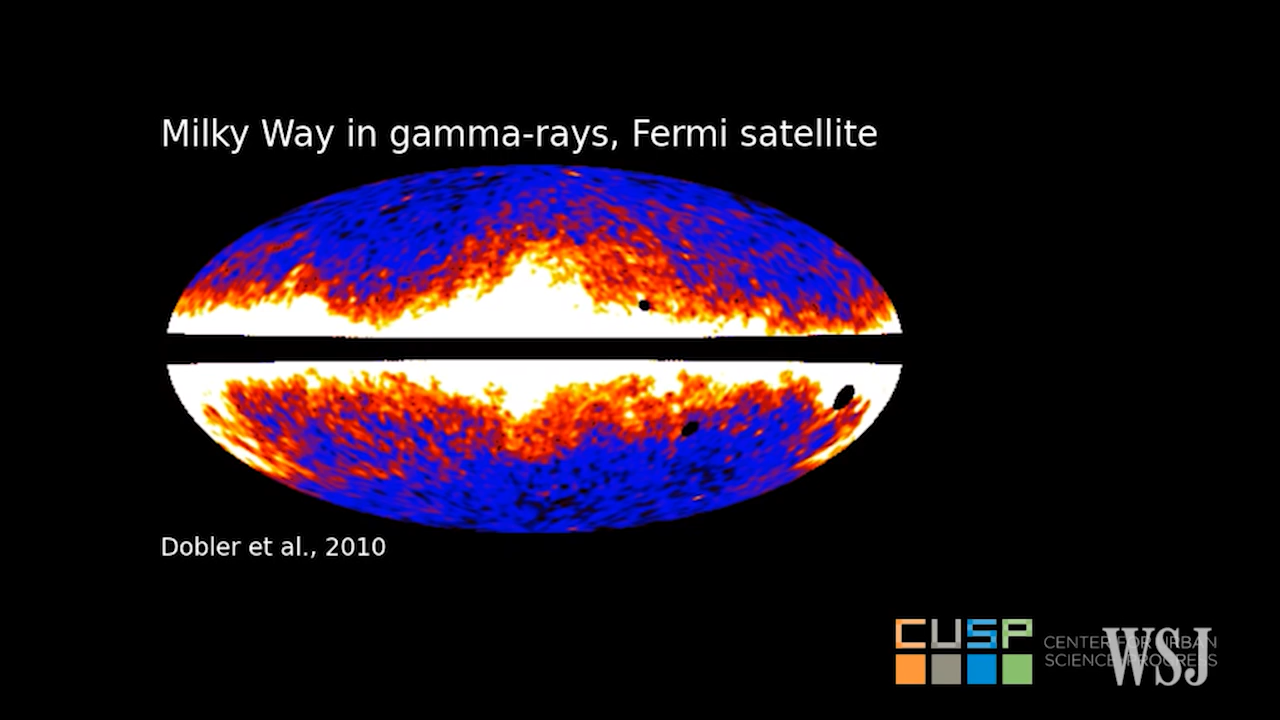 Milky Way in gamma-rays, Fermi satellite
Dobler et al., 2010
CUSP
CENTER FOR URBAN
SCIENCE+PROGRESS
WSJ